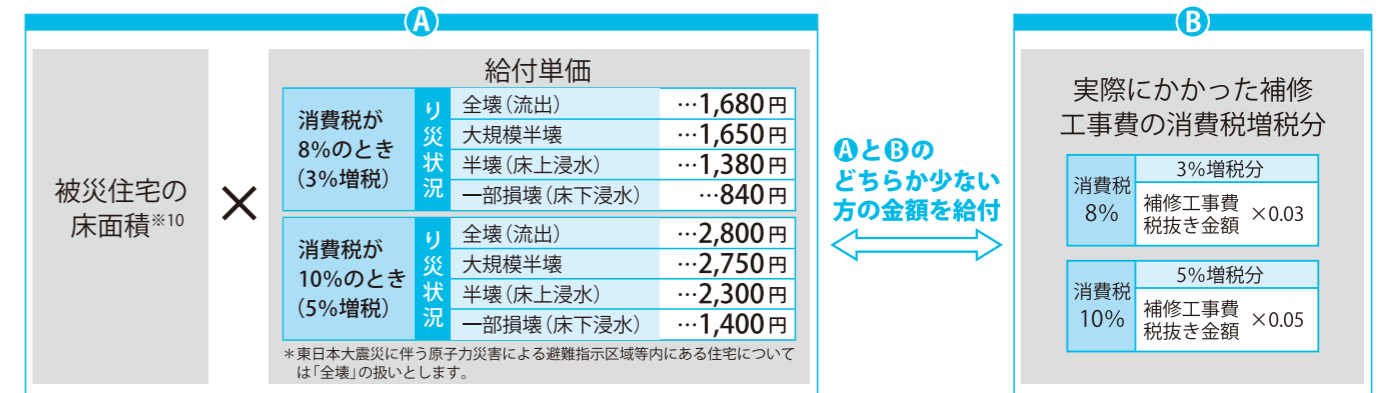 A
給付単価
被災住宅の
床面積※10
×
消費税が
8%のとき
(3%増税)
り災状況
全壊(流出) …1,680円
大規模半壊 …1,650円
半壊(床上浸水) …1,380円
一部損壊(床下浸水) …840円
消費税が
10%のとき
(5%増税)
り災状況
全壊(流出) …2,800円
大規模半壊 …2,750円
半壊(床上浸水) …2,300円
一部損壊(床下浸水) …1,400円
*東日本大震災に伴う原子力災害による避難指示区域等内にある住宅について
は「全壊」の扱いとします。
AとBの
どちらか少ない
方の金額を給付
B
実際にかかった補修
工事費の消費税増税分
消費税
8%
3%増税分
補修工事費
税抜き金額 ×0.03
消費税
10%
5%増税分
補修工事費
税抜き金額 ×0.05